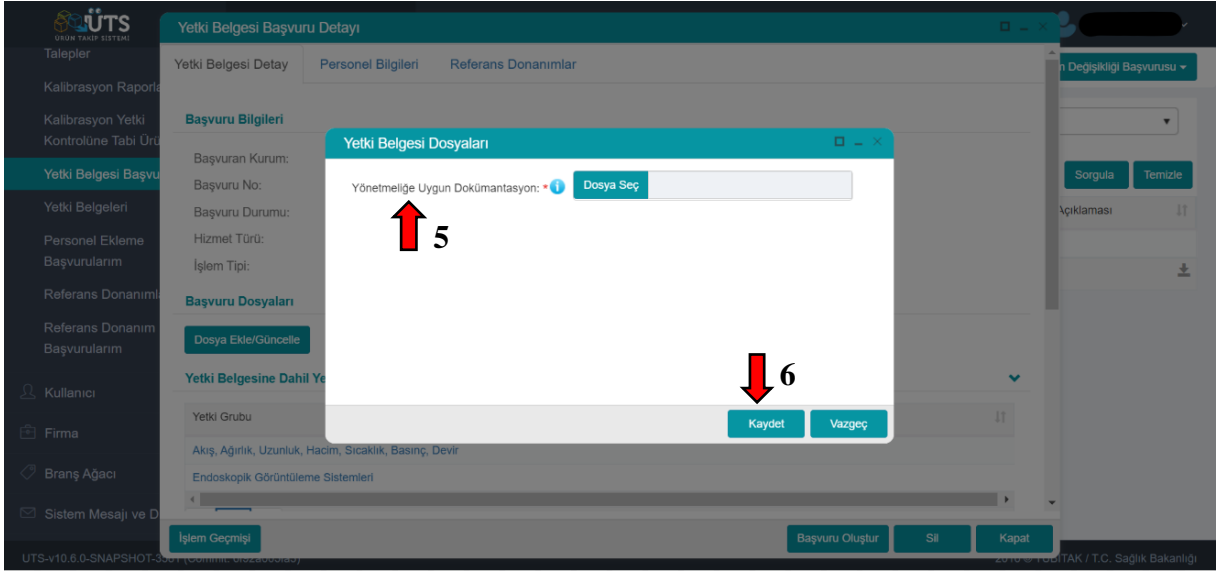 ÜTS
ÜRÜN TAKİP SİSTEMİ
Talepler
Kalibrasyon Raporla
Kalibrasyon Yetki
Kontrolüne Tabi Ürü
Yetki Belgesi Başvu
Yetki Belgeleri
Personel Ekleme
Başvurularım
Referans Donanıml
Referans Donanım
Başvurularım
Kullanıcı
Firma
Branş Ağacı
Sistem Mesajı ve D
Yetki Belgesi Başvuru Detayı
Yetki Belgesi Detay Personel Bilgileri Referans Donanımlar
Başvuru Bilgileri
Başvuran Kurum:
Başvuru No:
Başvuru Durumu:
Hizmet Türü:
İşlem Tipi:
Başvuru Dosyaları
Dosya Ekle/Güncelle
Yetki Belgesine Dahil Ye
Yetki Grubu
Akış, Ağırlık, Uzunluk, Hacim, Sıcaklık, Basınç, Devir
Endoskopik Görüntüleme Sistemleri
İşlem Geçmişi Başvuru Oluştur Sil Kapat
Yetki Belgesi Dosyaları
Yönetmeliğe Uygun Dokümantasyon: * Dosya Seç
5
6
Kaydet Vazgeç
Değişikliği Başvurusu
Sorgula Temizle
Açıklaması
UTS-v10.6.0-SNAPSHOT-
T.C. Sağlık Bakanlığı